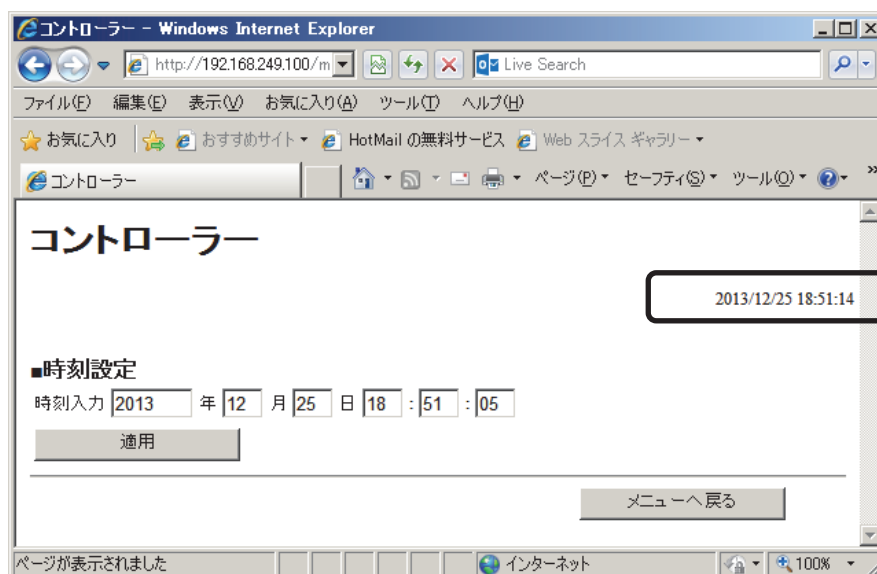 コントローラー - Windows Internet Explorer
http://192.168.249.100/m Live Search
ファイル(F) 編集(E) 表示(V) お気に入り(A) ツール(T) ヘルプ(H)
お気に入り おすすめサイト HotMail の無料サービス Web スライス ギャラリー
コントローラー ページ(P) セーフティ(S) ツール(O) »
コントローラー
2013/12/25 18:51:14
■時刻設定
時刻入力 2013 年 12 月 25 日 18 : 51 : 05
適用
メニューへ戻る
ページが表示されました インターネット 100%